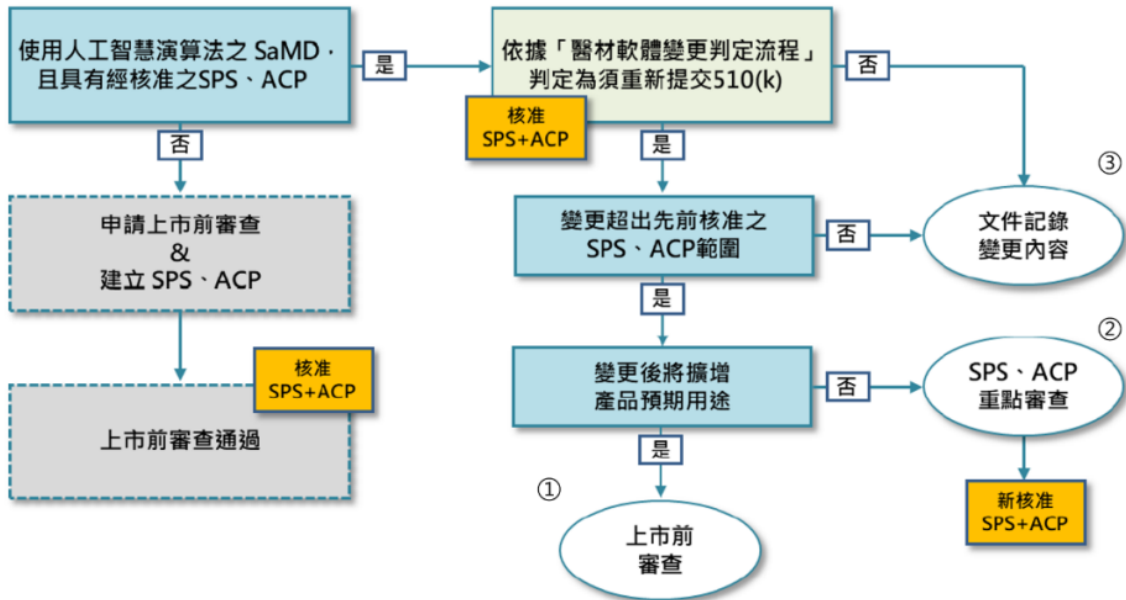 使用人工智慧演算法之 SaMD，
且具有經核准之SPS、ACP
是
依據「醫材軟體變更判定流程」
判定為須重新提交510(k)
否
核准
SPS+ACP
否
是
③
申請上市前審查
&
建立 SPS、ACP
變更超出先前核准之
SPS、ACP範圍
否
文件記錄
變更內容
是
②
核准
SPS+ACP
上市前審查通過
變更後將擴增
產品預期用途
否
SPS、ACP
重點審查
是
①
上市前
審查
新核准
SPS+ACP